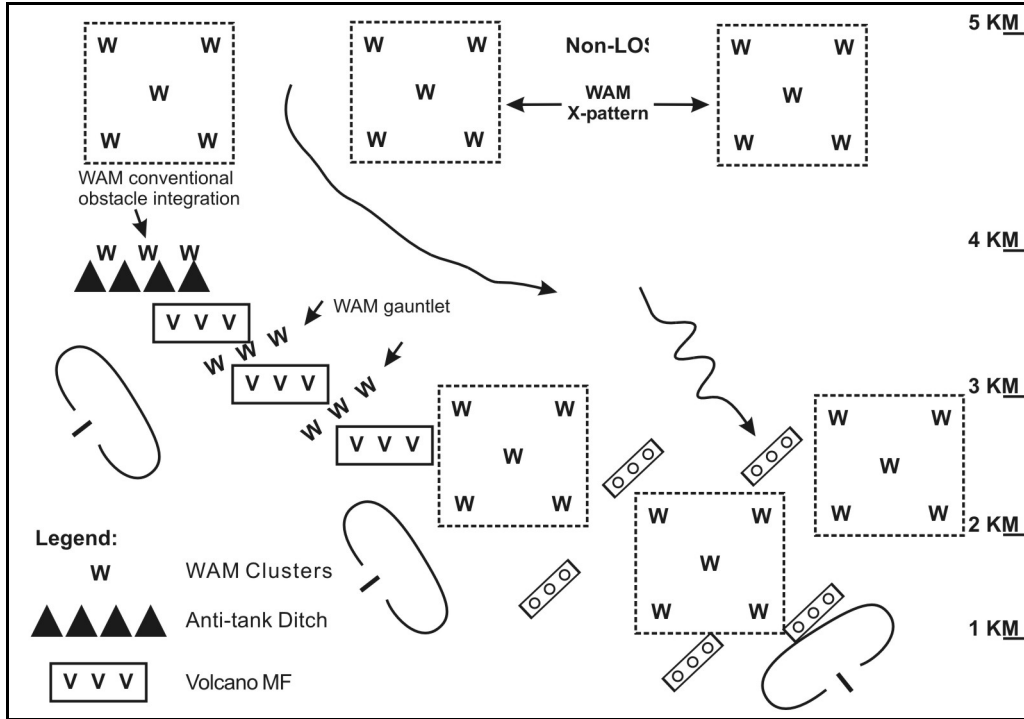 W W W W W W 5 KM
Non-LOS
W W WAM W
X-pattern
W W W W W W
WAM conventional
obstacle integration
4 KM
W W W
V V V
WAM gauntlet
W W W
V V V
3 KM
W W W
V V V
W W W W
W W
W W W W
2 KM
W W
Legend:
W WAM Clusters
W
Anti-tank Ditch
W W
1 KM
V V V Volcano MF